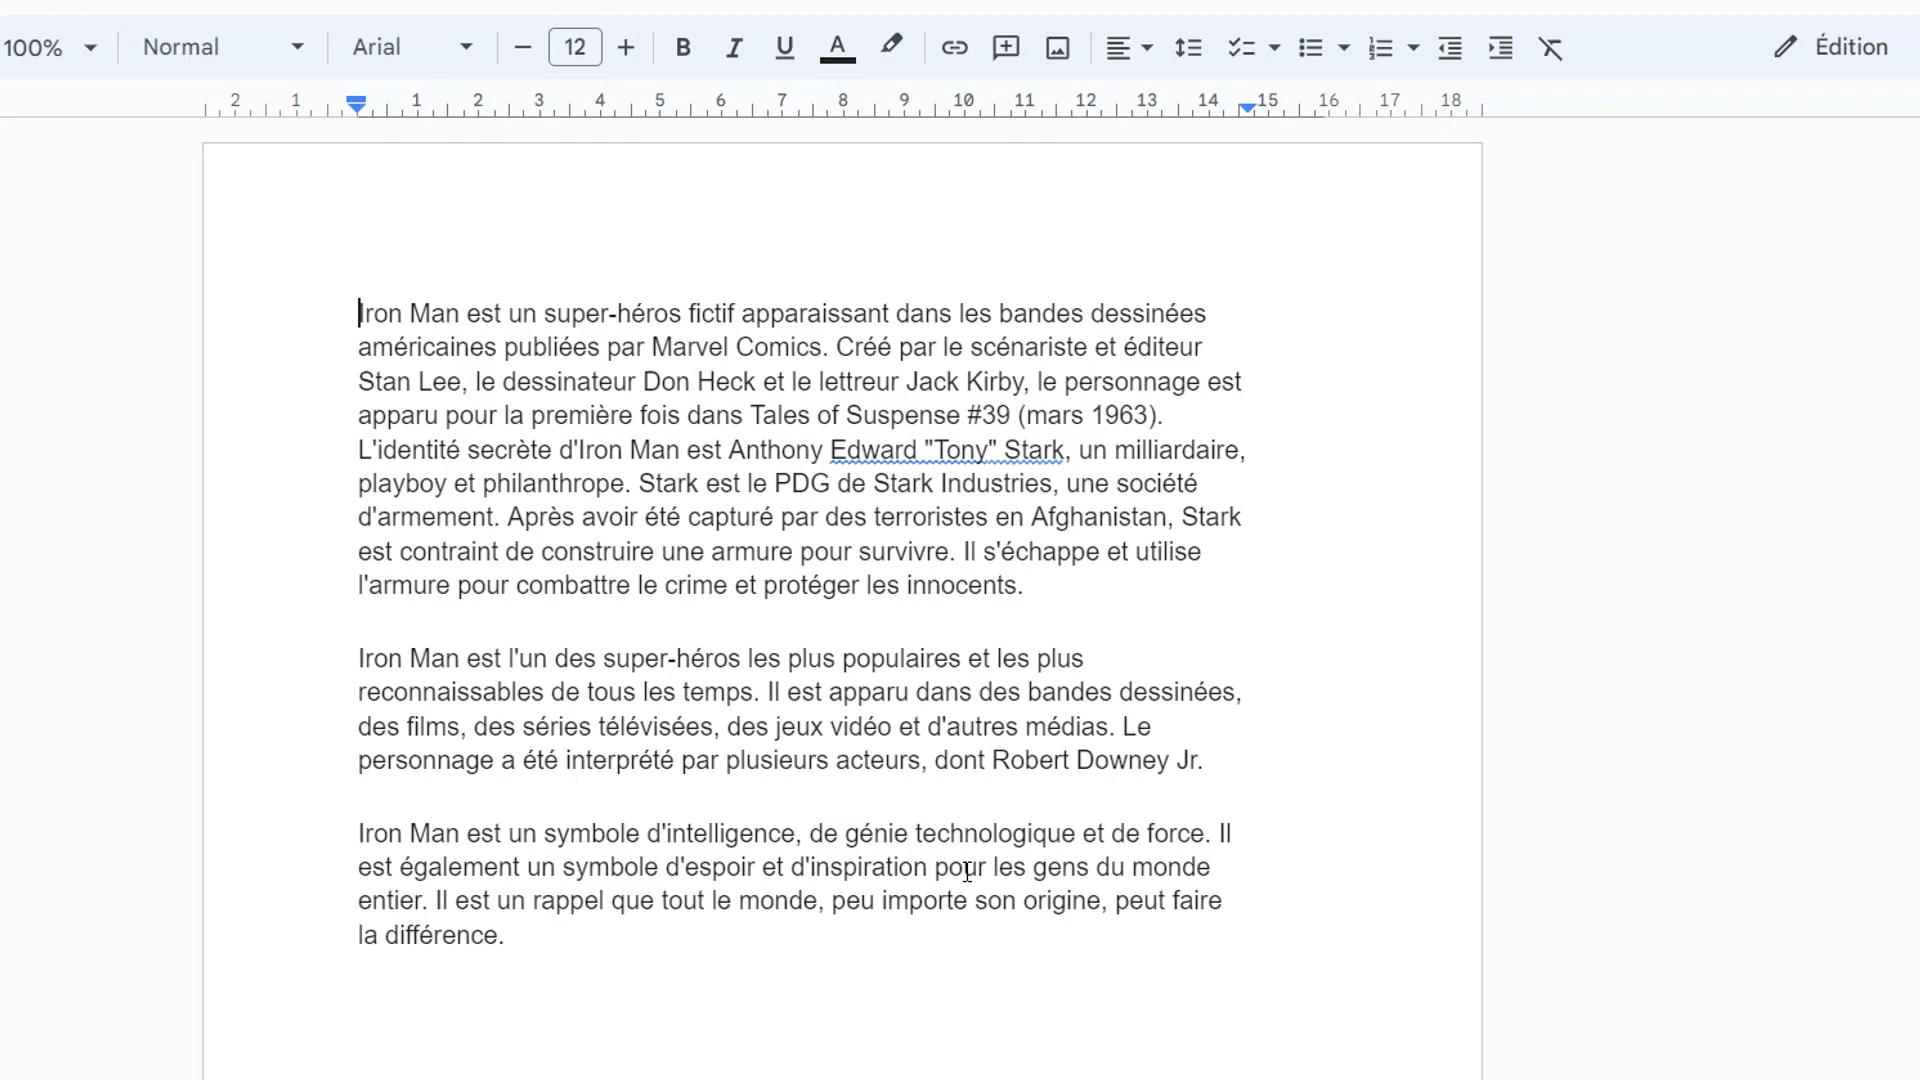 100% Normal Arial 12 B I U A Édition
2 1 1 2 3 4 5 6 7 8 9 10 11 12 13 14 15 16 17 18
Iron Man est un super-héros fictif apparaissant dans les bandes dessinées
américaines publiées par Marvel Comics. Créé par le scénariste et éditeur
Stan Lee, le dessinateur Don Heck et le lettreur Jack Kirby, le personnage est
apparu pour la première fois dans Tales of Suspense #39 (mars 1963).
L'identité secrète d'Iron Man est Anthony Edward "Tony" Stark, un milliardaire,
playboy et philanthrope. Stark est le PDG de Stark Industries, une société
d'armement. Après avoir été capturé par des terroristes en Afghanistan, Stark
est contraint de construire une armure pour survivre. Il s'échappe et utilise
l'armure pour combattre le crime et protéger les innocents.
Iron Man est l'un des super-héros les plus populaires et les plus
reconnaissables de tous les temps. Il est apparu dans des bandes dessinées,
des films, des séries télévisées, des jeux vidéo et d'autres médias. Le
personnage a été interprété par plusieurs acteurs, dont Robert Downey Jr.
Iron Man est un symbole d'intelligence, de génie technologique et de force. Il
est également un symbole d'espoir et d'inspiration pour les gens du monde
entier. Il est un rappel que tout le monde, peu importe son origine, peut faire
la différence.